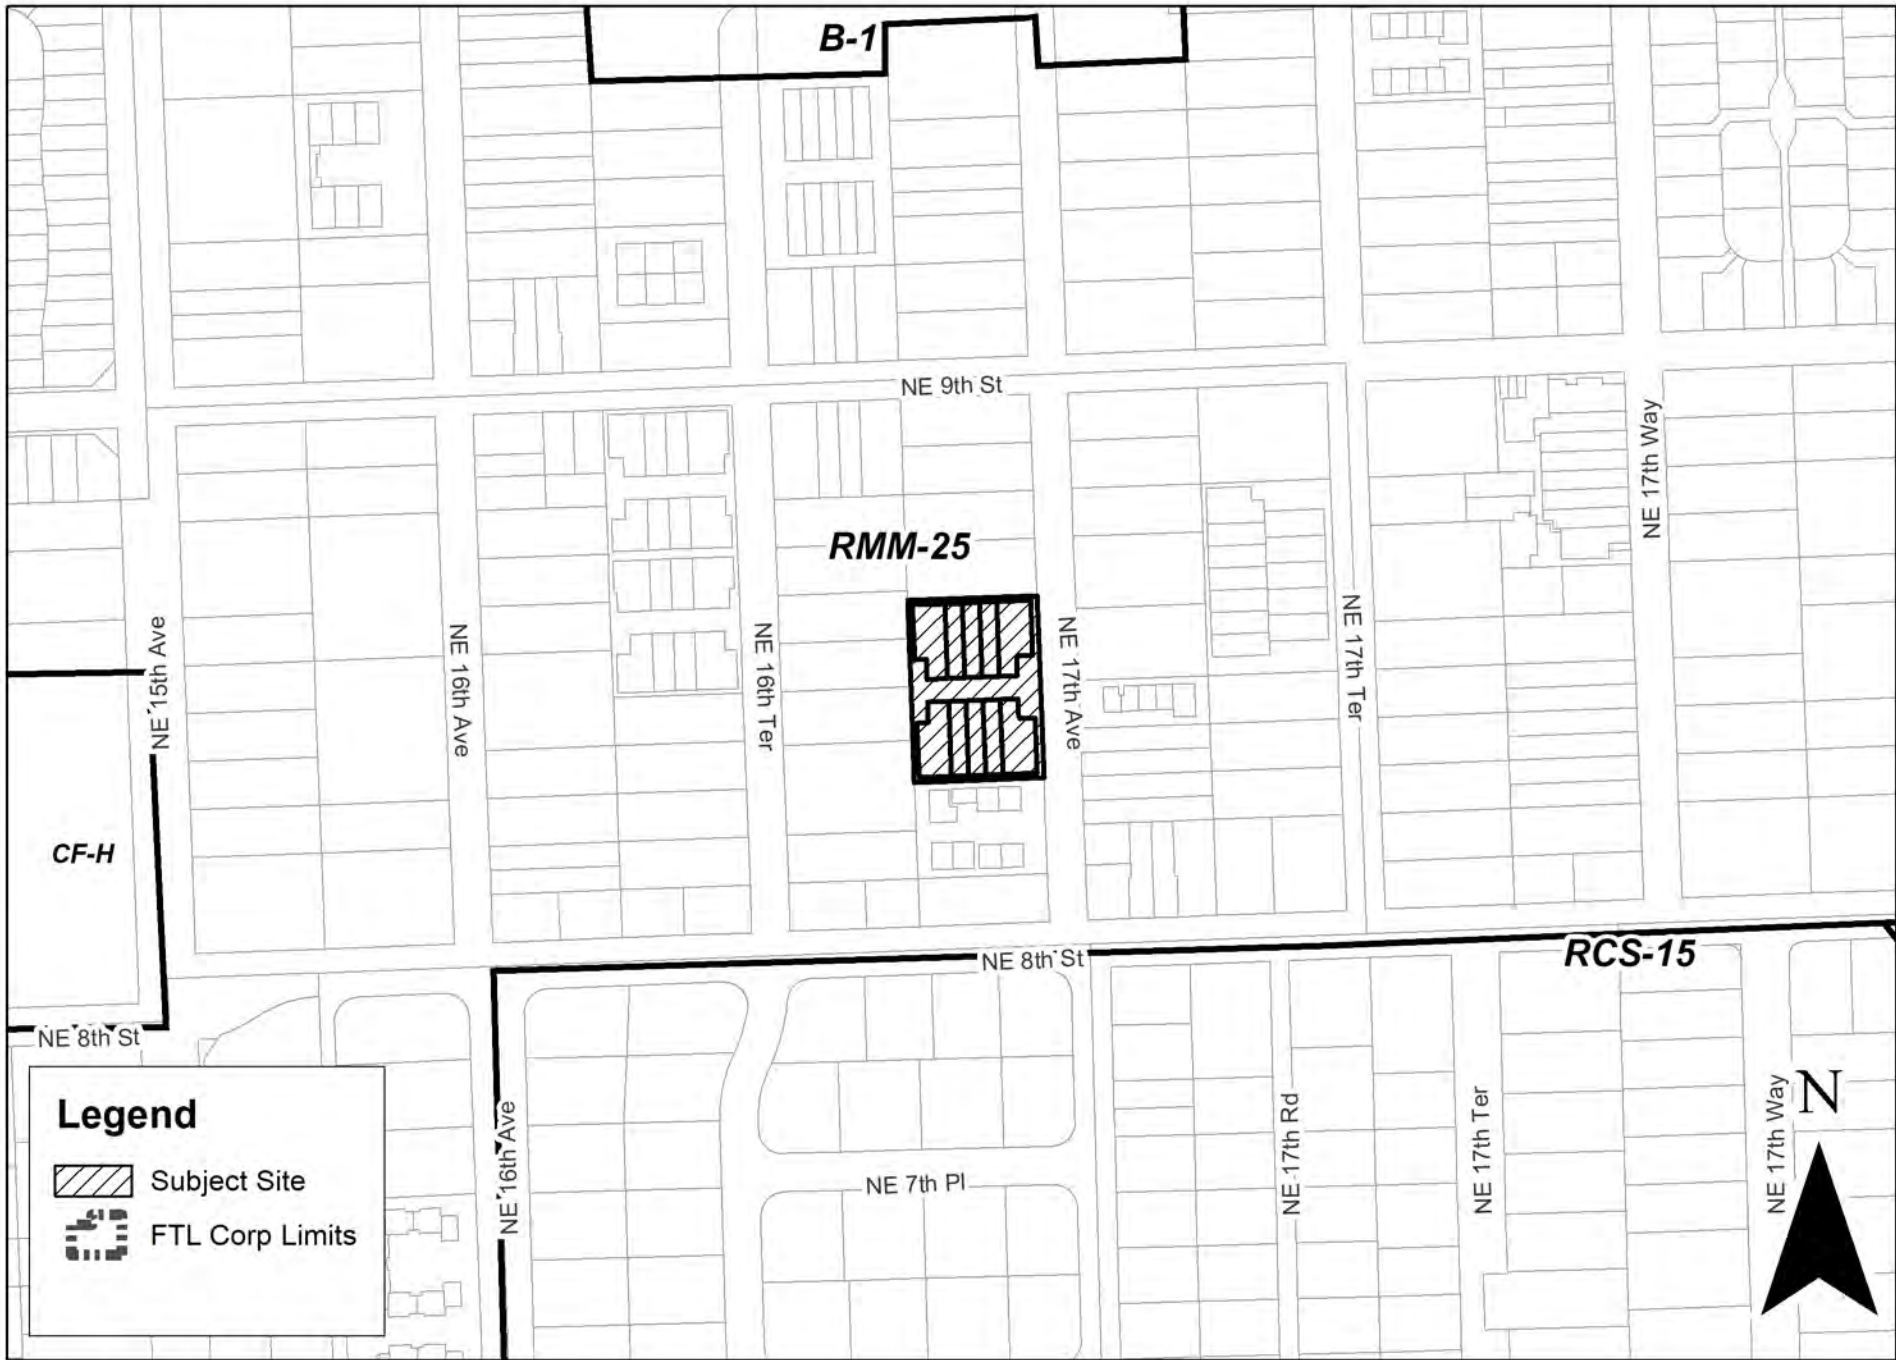 B-1
NE 9th St
NE 17th Way
RMM-25
NE 15th Ave
NE 16th Ave
NE 16th Ter
NE 17th Ave
NE 17th Ter
CF-H
RCS-15
NE 8th St
NE 8th St
Legend
Subject Site
FTL Corp Limits
NE 16th Ave
NE 7th Pl
NE 17th Rd
NE 17th Ter
NE 17th Way
N